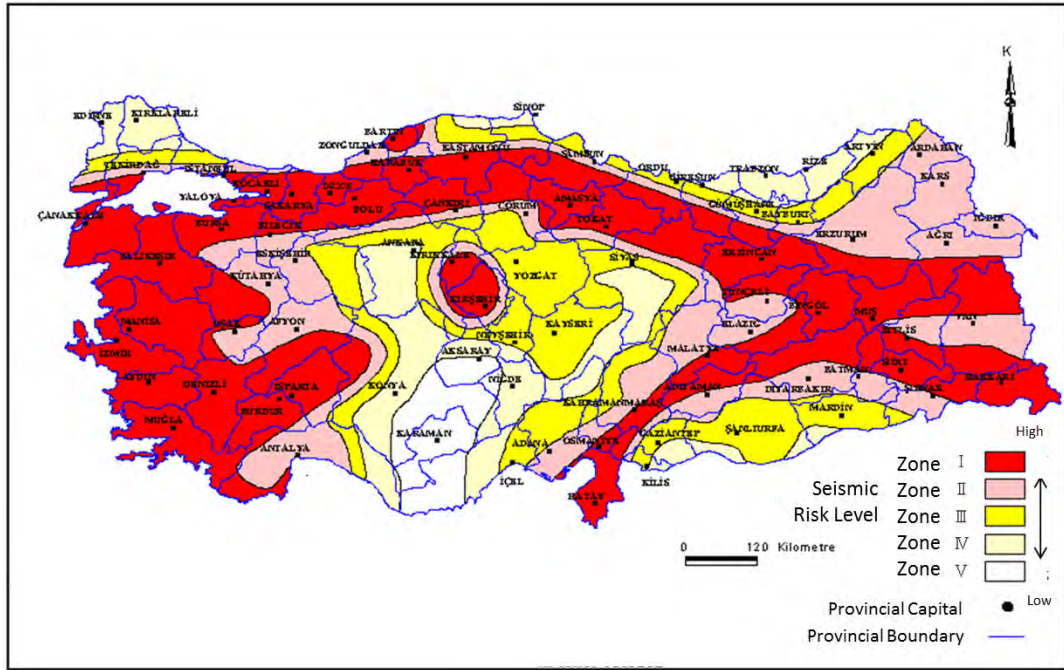 K
SİNOP
EDİRNE
KIRKLARELİ
BARTIN
ZONGULDAK
KASTAMONU
KARABÜK
TEKİRDAĞ
İSTANBUL
SAMSUN
ORDU
GİRESUN
TRABZON
RİZE
ARTVİN
ARDAHAN
KARS
KOCAELİ
YALOVA
SAKARYA
BOLU
ÇANKIRI
ÇORUM
AMASYA
TOKAT
GÜMÜŞHANE
BAYBURT
ERZURUM
IĞDIR
AĞRI
ÇANAKKALE
BURSA
BİLECİK
ESKİŞEHİR
ANKARA
KIRIKKALE
YOZGAT
SİVAS
ERZİNCAN
BALIKESİR
KÜTAHYA
KIRŞEHİR
TUNCELİ
BİNGÖL
MUŞ
VAN
BİTLİS
MANİSA
UŞAK
AFYON
NEVŞEHİR
KAYSERİ
ELAZIĞ
MALATYA
İZMİR
AKSARAY
NİĞDE
AYDIN
DENİZLİ
ISPARTA
BURDUR
KONYA
KAHRAMANMARAŞ
ADIYAMAN
DİYARBAKIR
BATMAN
SİİRT
ŞIRNAK
HAKKARİ
MUĞLA
ANTALYA
KARAMAN
ADANA
OSMANİYE
GAZİANTEP
ŞANLIURFA
MARDİN
İÇEL
KİLİS
HATAY
High
Zone I
Seismic Zone II
Risk Level Zone III
Zone IV
Zone V
Low
0 120 Kilometre
Provincial Capital
Provincial Boundary